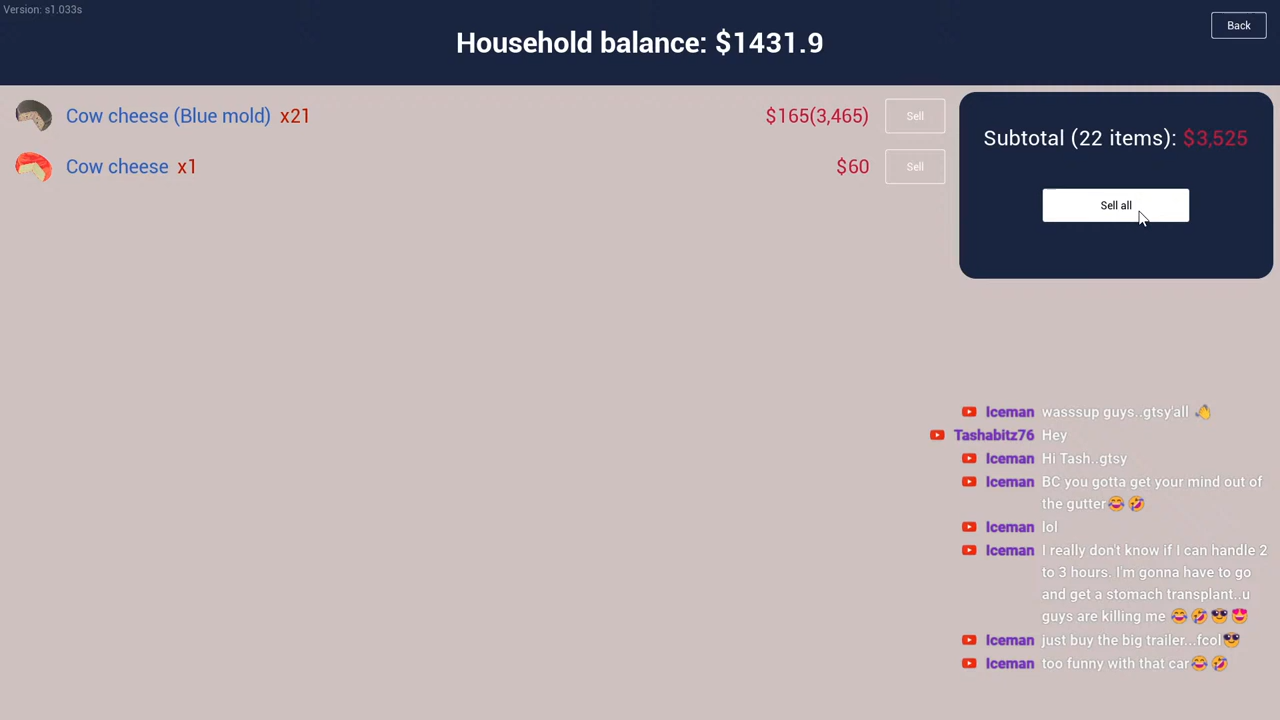 Version: s1.033s
Household balance: $1431.9
Back
Cow cheese (Blue mold) x21 $165(3,465) Sell
Cow cheese x1 $60 Sell
Subtotal (22 items): $3,525
Sell all
Iceman wasssup guys..gtsy'all 👋
Tashabitz76 Hey
Iceman Hi Tash..gtsy
Iceman BC you gotta get your mind out of
the gutter😂🤣
Iceman lol
Iceman I really don't know if I can handle 2
to 3 hours. I'm gonna have to go
and get a stomach transplant..u
guys are killing me 😂🤣😎😍
Iceman just buy the big trailer...fcol😎
Iceman too funny with that car😂🤣